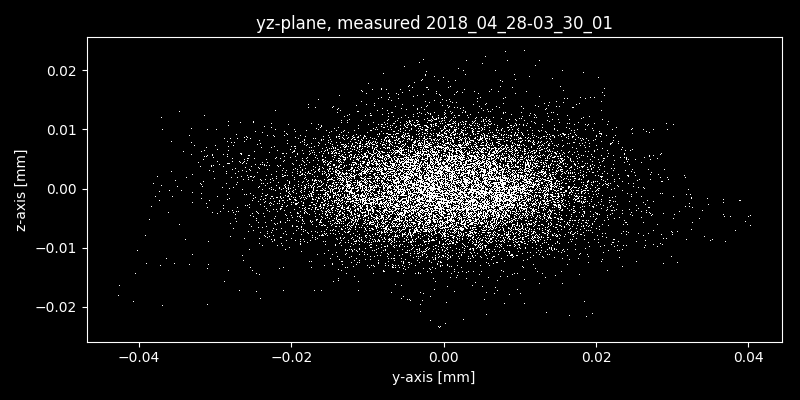 yz-plane, measured 2018_04_28-03_30_01
z-axis [mm]
0.02
0.01
0.00
−0.01
−0.02
−0.04 −0.02 0.00 0.02 0.04
y-axis [mm]